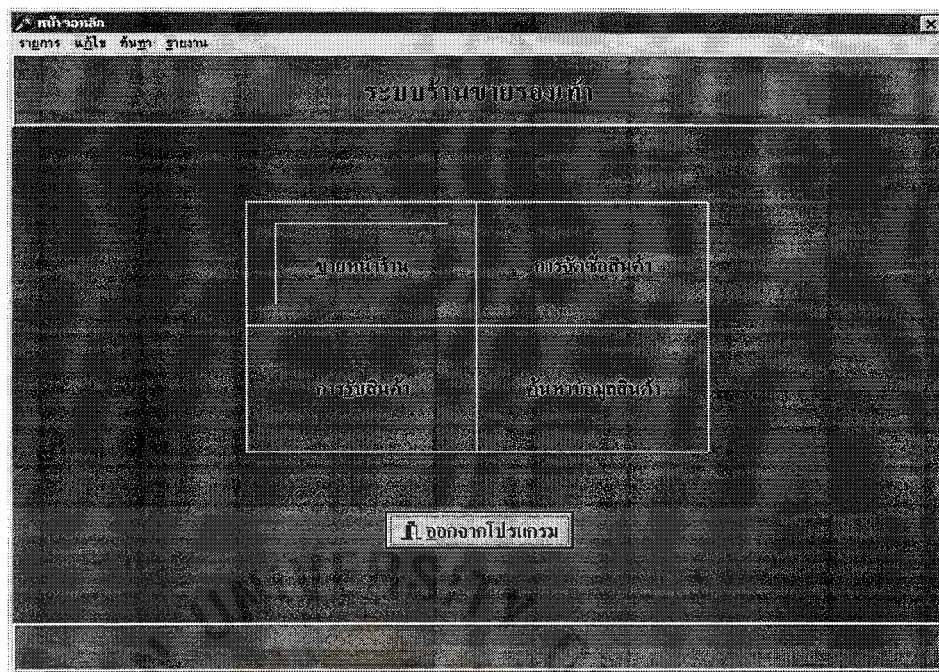 หน้าจอหลัก
รายการ แก้ไข ค้นหา รายงาน
ระบบร้านขายรองเท้า
ขายหน้าร้าน การจัดซื้อสินค้า
การรับสินค้า ค้นหาข้อมูลสินค้า
ออกจากโปรแกรม
UNIVERSITY